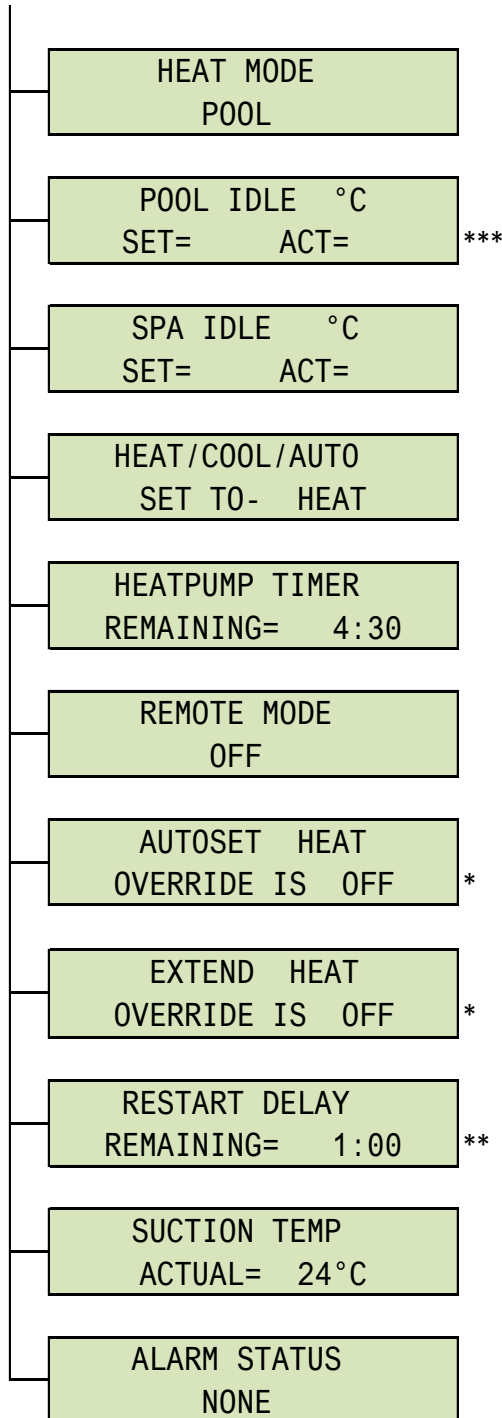 HEAT MODE
POOL
POOL IDLE °C
SET= ACT= ***
SPA IDLE °C
SET= ACT=
HEAT/COOL/AUTO
SET TO- HEAT
HEATPUMP TIMER
REMAINING= 4:30
REMOTE MODE
OFF
AUTOSET HEAT
OVERRIDE IS OFF *
EXTEND HEAT
OVERRIDE IS OFF *
RESTART DELAY
REMAINING= 1:00 **
SUCTION TEMP
ACTUAL= 24°C
ALARM STATUS
NONE